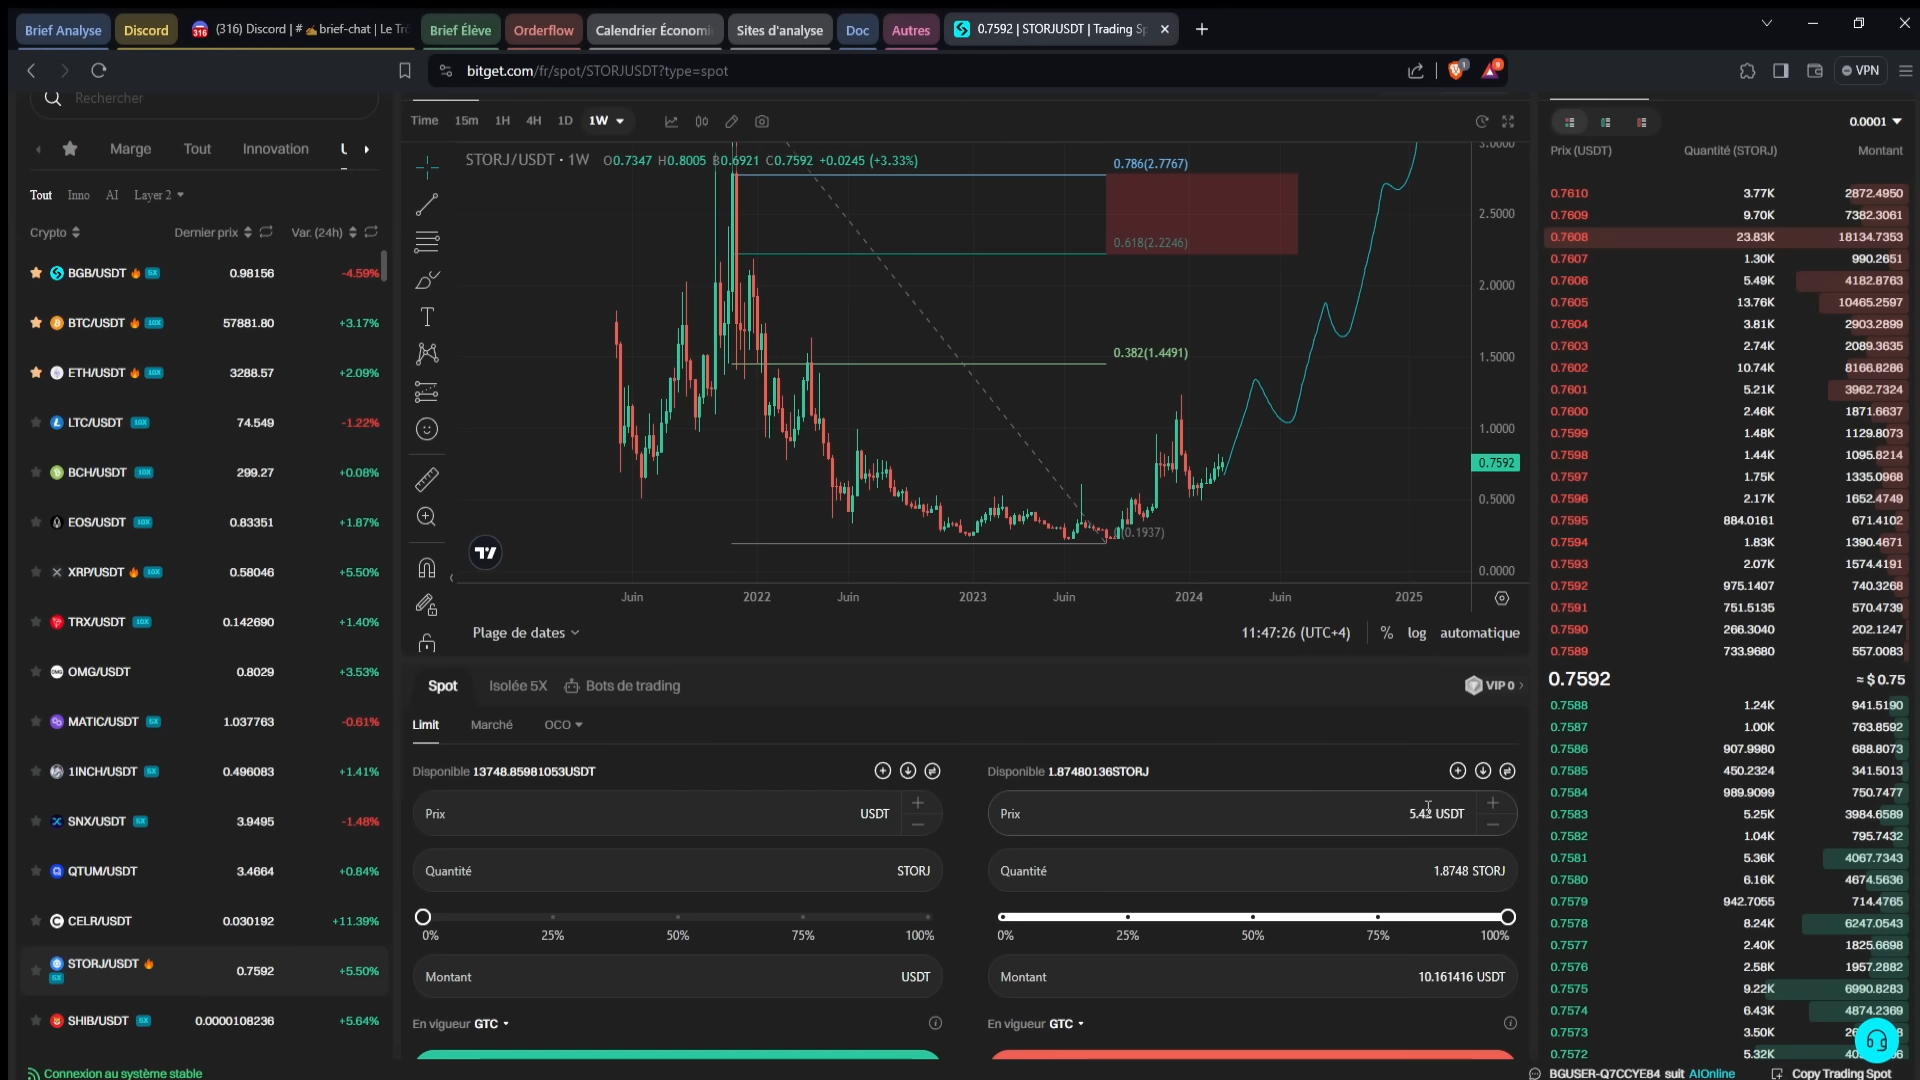 Brief Analyse
Discord
(316) Discord | # ✍ brief-chat | Le Tr
Brief Élève
Orderflow
Calendrier Économi
Sites d'analyse
Doc
Autres
0.7592 | STORJUSDT | Trading Sp
bitget.com/fr/spot/STORJUSDT?type=spot
VPN
Rechercher
Marge Tout Innovation
Tout Inno AI Layer 2
Crypto Dernier prix Var. (24h)
BGB/USDT 5X 0.98156 -4.59%
BTC/USDT 10X 57881.80 +3.17%
ETH/USDT 10X 3288.57 +2.09%
LTC/USDT 10X 74.549 -1.22%
BCH/USDT 10X 299.27 +0.08%
EOS/USDT 10X 0.83351 +1.87%
XRP/USDT 10X 0.58046 +5.50%
TRX/USDT 10X 0.142690 +1.40%
OMG/USDT 0.8029 +3.53%
MATIC/USDT 5X 1.037763 -0.61%
1INCH/USDT 5X 0.496083 +1.41%
SNX/USDT 5X 3.9495 -1.48%
QTUM/USDT 3.4664 +0.84%
CELR/USDT 0.030192 +11.39%
STORJ/USDT 5X 0.7592 +5.50%
SHIB/USDT 5X 0.0000108236 +5.64%
Connexion au système stable
Time 15m 1H 4H 1D 1W
STORJ/USDT · 1W O0.7347 H0.8005 B0.6921 C0.7592 +0.0245 (+3.33%)
0.786(2.7767)
0.618(2.2246)
0.382(1.4491)
(0.1937)
3.0000
2.5000
2.0000
1.5000
1.0000
0.7592
0.5000
0.0000
Juin 2022 Juin 2023 Juin 2024 Juin 2025
Plage de dates
11:47:26 (UTC+4) % log automatique
Spot Isolée 5X Bots de trading VIP 0
Limit Marché OCO
Disponible 13748.85981053USDT
Prix USDT
Quantité STORJ
0% 25% 50% 75% 100%
Montant USDT
En vigueur GTC
Disponible 1.87480136STORJ
Prix 5.42 USDT
Quantité 1.8748 STORJ
0% 25% 50% 75% 100%
Montant 10.161416 USDT
En vigueur GTC
0.0001
Prix (USDT) Quantité (STORJ) Montant
0.7610 3.77K 2872.4950
0.7609 9.70K 7382.3061
0.7608 23.83K 18134.7353
0.7607 1.30K 990.2651
0.7606 5.49K 4182.8763
0.7605 13.76K 10465.2597
0.7604 3.81K 2903.2899
0.7603 2.74K 2089.3635
0.7602 10.74K 8166.8286
0.7601 5.21K 3962.7324
0.7600 2.46K 1871.6637
0.7599 1.48K 1129.8073
0.7598 1.44K 1095.8214
0.7597 1.75K 1335.0968
0.7596 2.17K 1652.4749
0.7595 884.0161 671.4102
0.7594 1.83K 1390.4671
0.7593 2.07K 1574.4191
0.7592 975.1407 740.3268
0.7591 751.5135 570.4739
0.7590 266.3040 202.1247
0.7589 733.9680 557.0083
0.7592 ≈ $ 0.75
0.7588 1.24K 941.5190
0.7587 1.00K 763.8592
0.7586 907.9980 688.8073
0.7585 450.2324 341.5013
0.7584 989.9099 750.7477
0.7583 5.25K 3984.6589
0.7582 1.04K 795.7432
0.7581 5.36K 4067.7343
0.7580 6.16K 4674.5636
0.7579 942.7055 714.4765
0.7578 8.24K 6247.0543
0.7577 2.40K 1825.6698
0.7576 2.58K 1957.2882
0.7575 9.22K 6990.8283
0.7574 6.43K 4874.2369
0.7573 3.50K
0.7572 5.32K
BGUSER-Q7CCYE84 suit AIOnline Copy Trading Spot